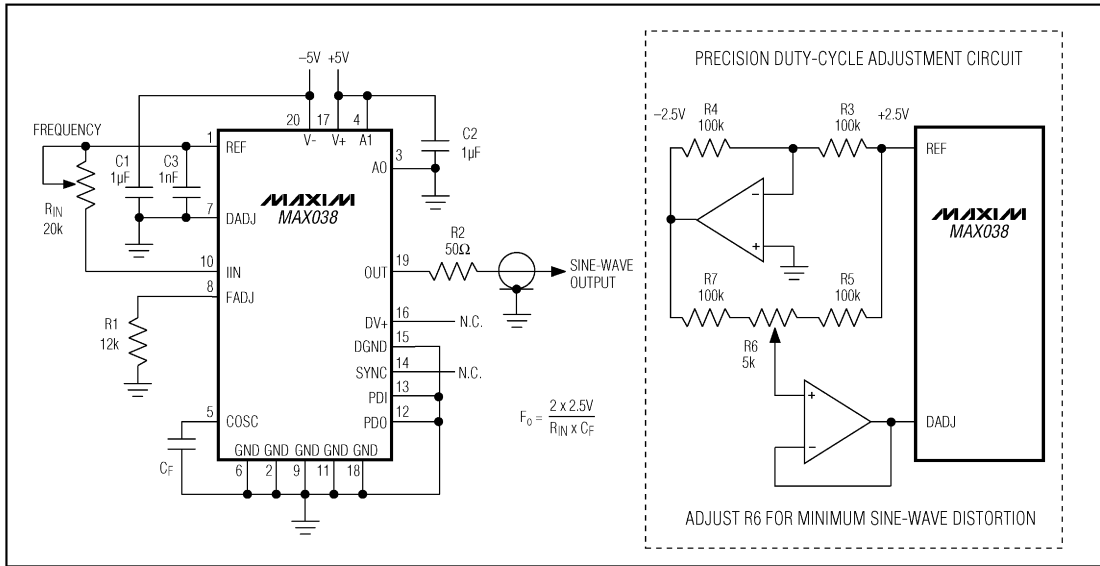 −5V +5V
20 17 4
V- V+ A1
FREQUENCY
1 REF
C1
1µF
C3
1nF
C2
1µF
3
A0
MAXIM
MAX038
RIN
20k
7
DADJ
10
IIN
8
FADJ
R1
12k
R2
50Ω
19
OUT
SINE-WAVE
OUTPUT
16
DV+
N.C.
15
DGND
14
SYNC
N.C.
13
PDI
12
PDO
5
COSC
CF
GND GND GND GND GND
6 2 9 11 18
F0 = 2 x 2.5V
RIN x CF
PRECISION DUTY-CYCLE ADJUSTMENT CIRCUIT
−2.5V
R4
100k
R3
100k
+2.5V
REF
MAXIM
MAX038
−
+
R7
100k
R5
100k
R6
5k
+
−
DADJ
ADJUST R6 FOR MINIMUM SINE-WAVE DISTORTION